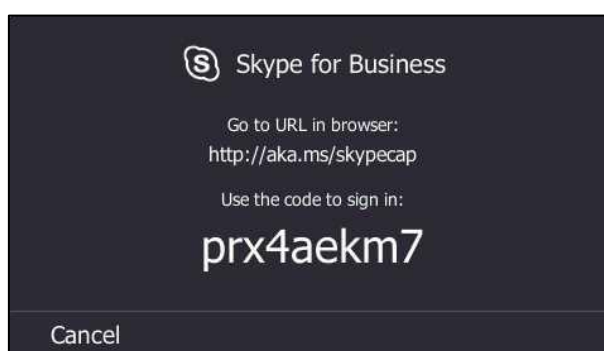 Skype for Business
Go to URL in browser:
http://aka.ms/skypecap
Use the code to sign in:
prx4aekm7
Cancel